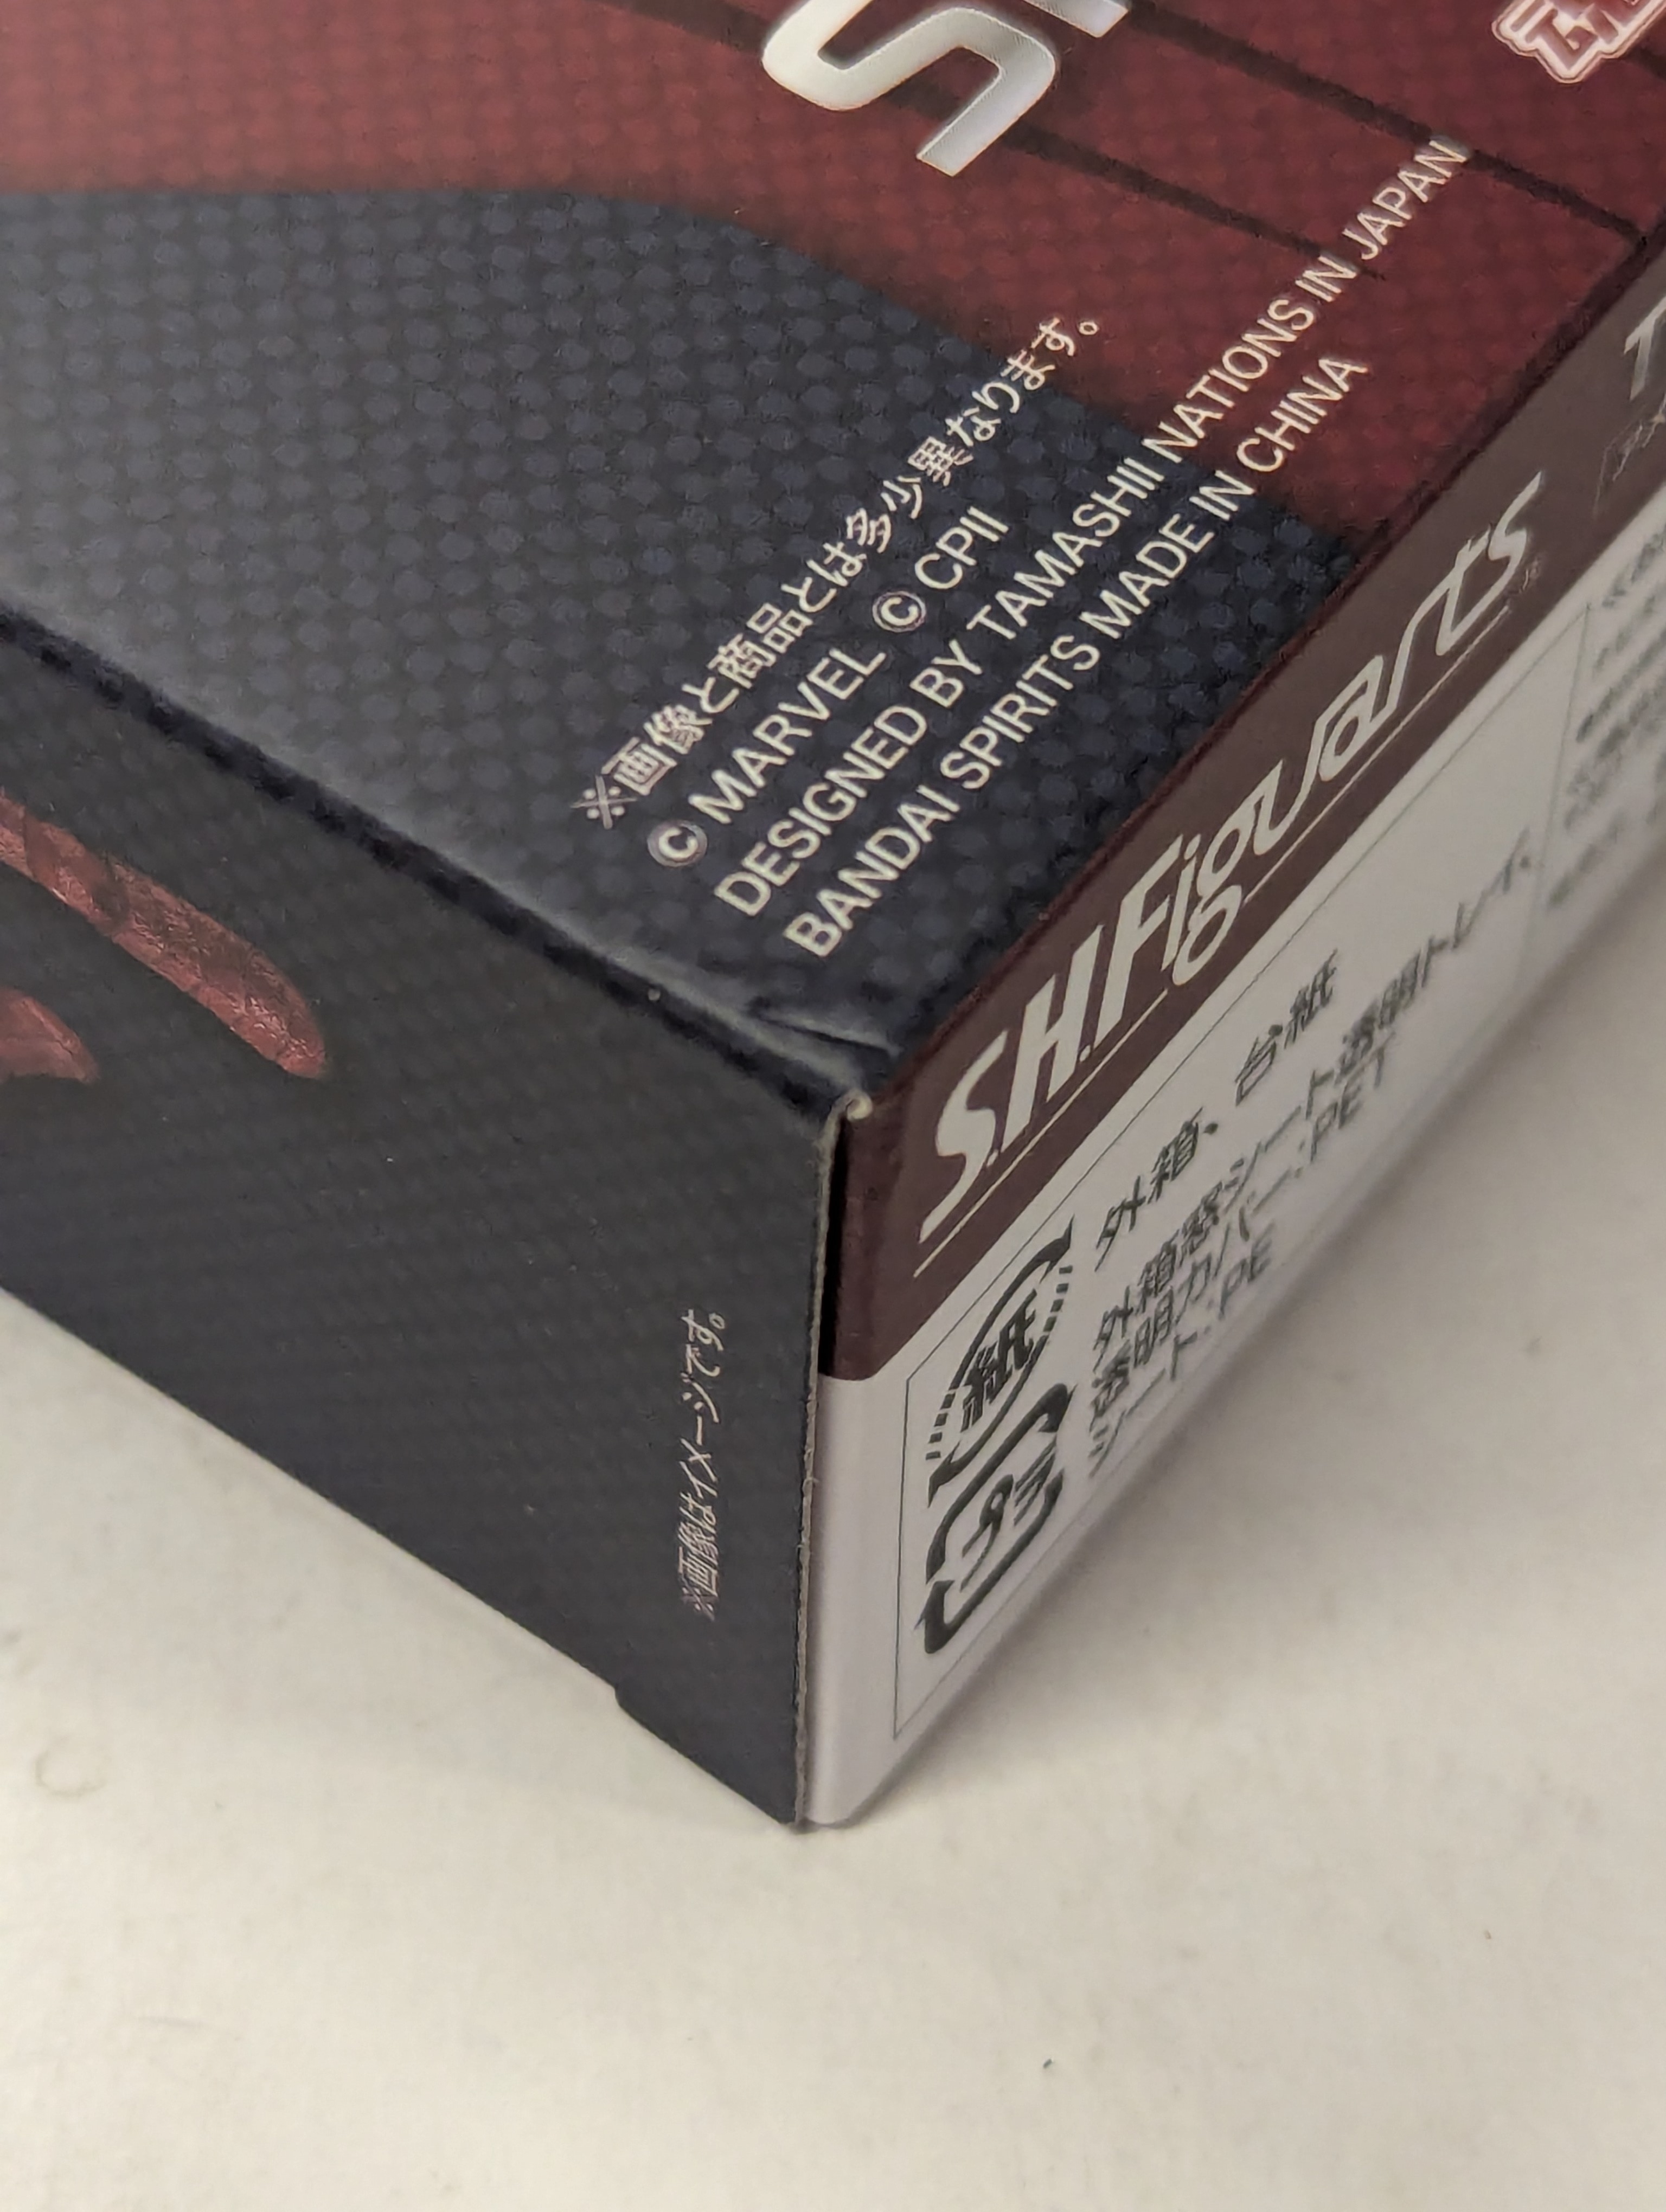 ※画像と商品とは多少異なります。
© MARVEL © CPII
DESIGNED BY TAMASHII NATIONS IN JAPAN
BANDAI SPIRITS MADE IN CHINA
S.H.Figuarts
紙
外箱、台紙
プラ
外箱窓シート透明トレイ、
透明カバー:PET
シート:PE
※画像はイメージです。